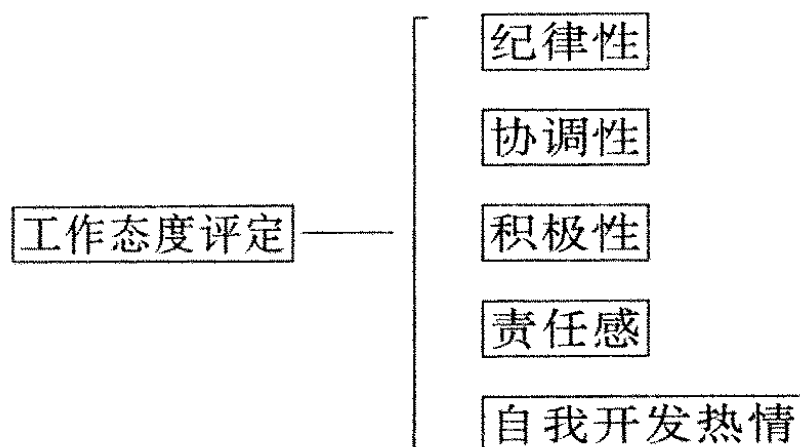 纪律性
协调性
工作态度评定
积极性
责任感
自我开发热情